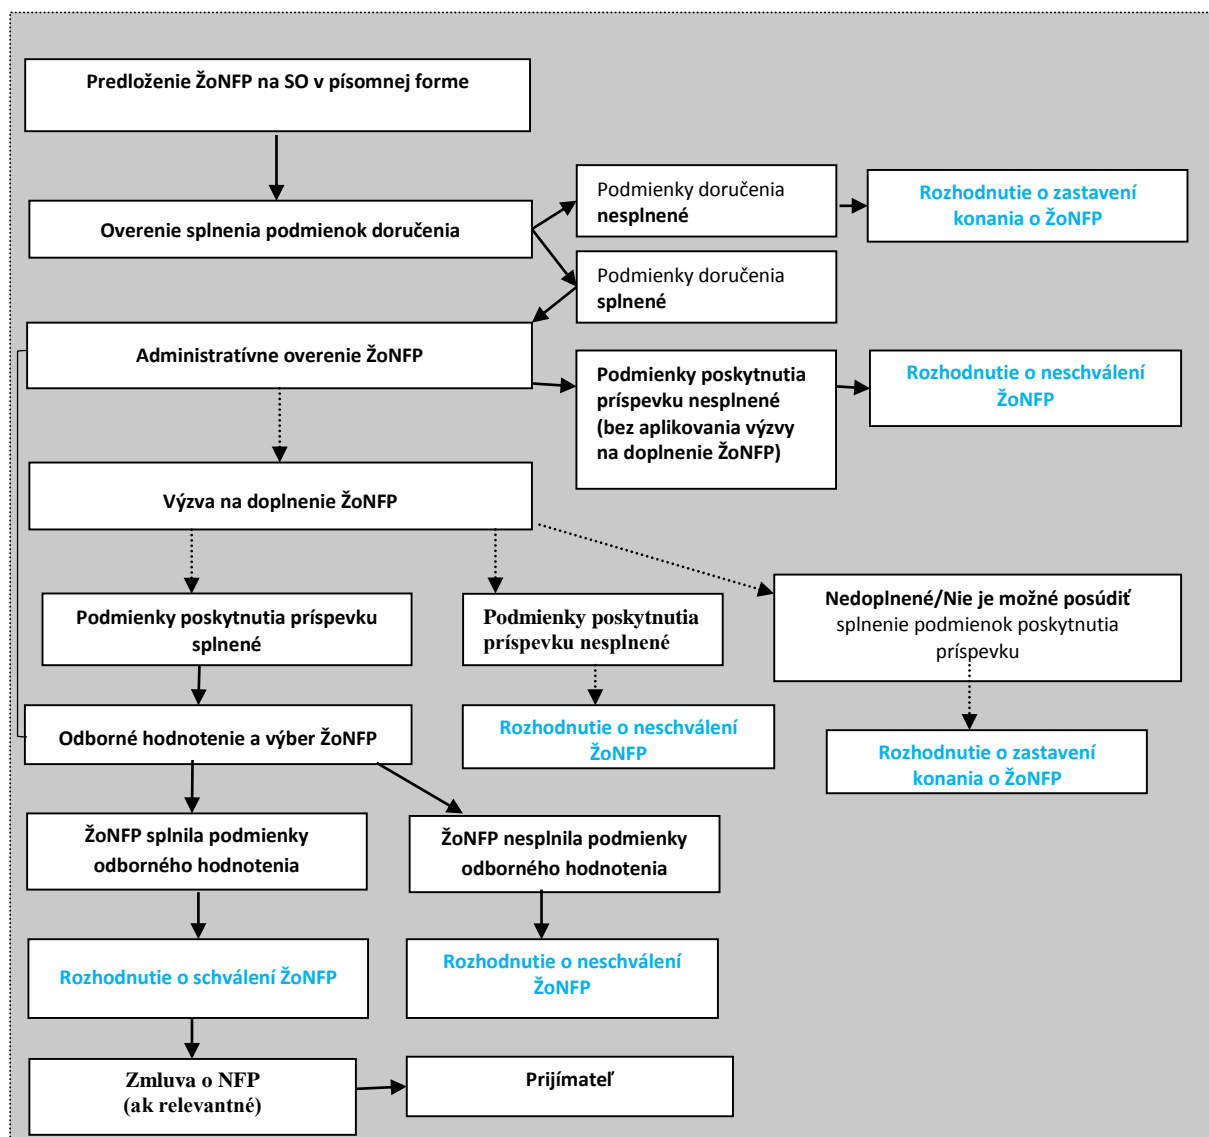 Predloženie ŽoNFP na SO v písomnej forme
Overenie splnenia podmienok doručenia
Podmienky doručenia
nesplnené
Rozhodnutie o zastavení
konania o ŽoNFP
Podmienky doručenia
splnené
Administratívne overenie ŽoNFP
Podmienky poskytnutia
príspevku nesplnené
(bez aplikovania výzvy
na doplnenie ŽoNFP)
Rozhodnutie o neschválení
ŽoNFP
Výzva na doplnenie ŽoNFP
Podmienky poskytnutia príspevku
splnené
Podmienky poskytnutia
príspevku nesplnené
Nedoplnené/Nie je možné posúdiť
splnenie podmienok poskytnutia
príspevku
Odborné hodnotenie a výber ŽoNFP
Rozhodnutie o neschválení
ŽoNFP
Rozhodnutie o zastavení
konania o ŽoNFP
ŽoNFP splnila podmienky
odborného hodnotenia
ŽoNFP nesplnila podmienky
odborného hodnotenia
Rozhodnutie o schválení ŽoNFP
Rozhodnutie o neschválení
ŽoNFP
Zmluva o NFP
(ak relevantné)
Prijímateľ